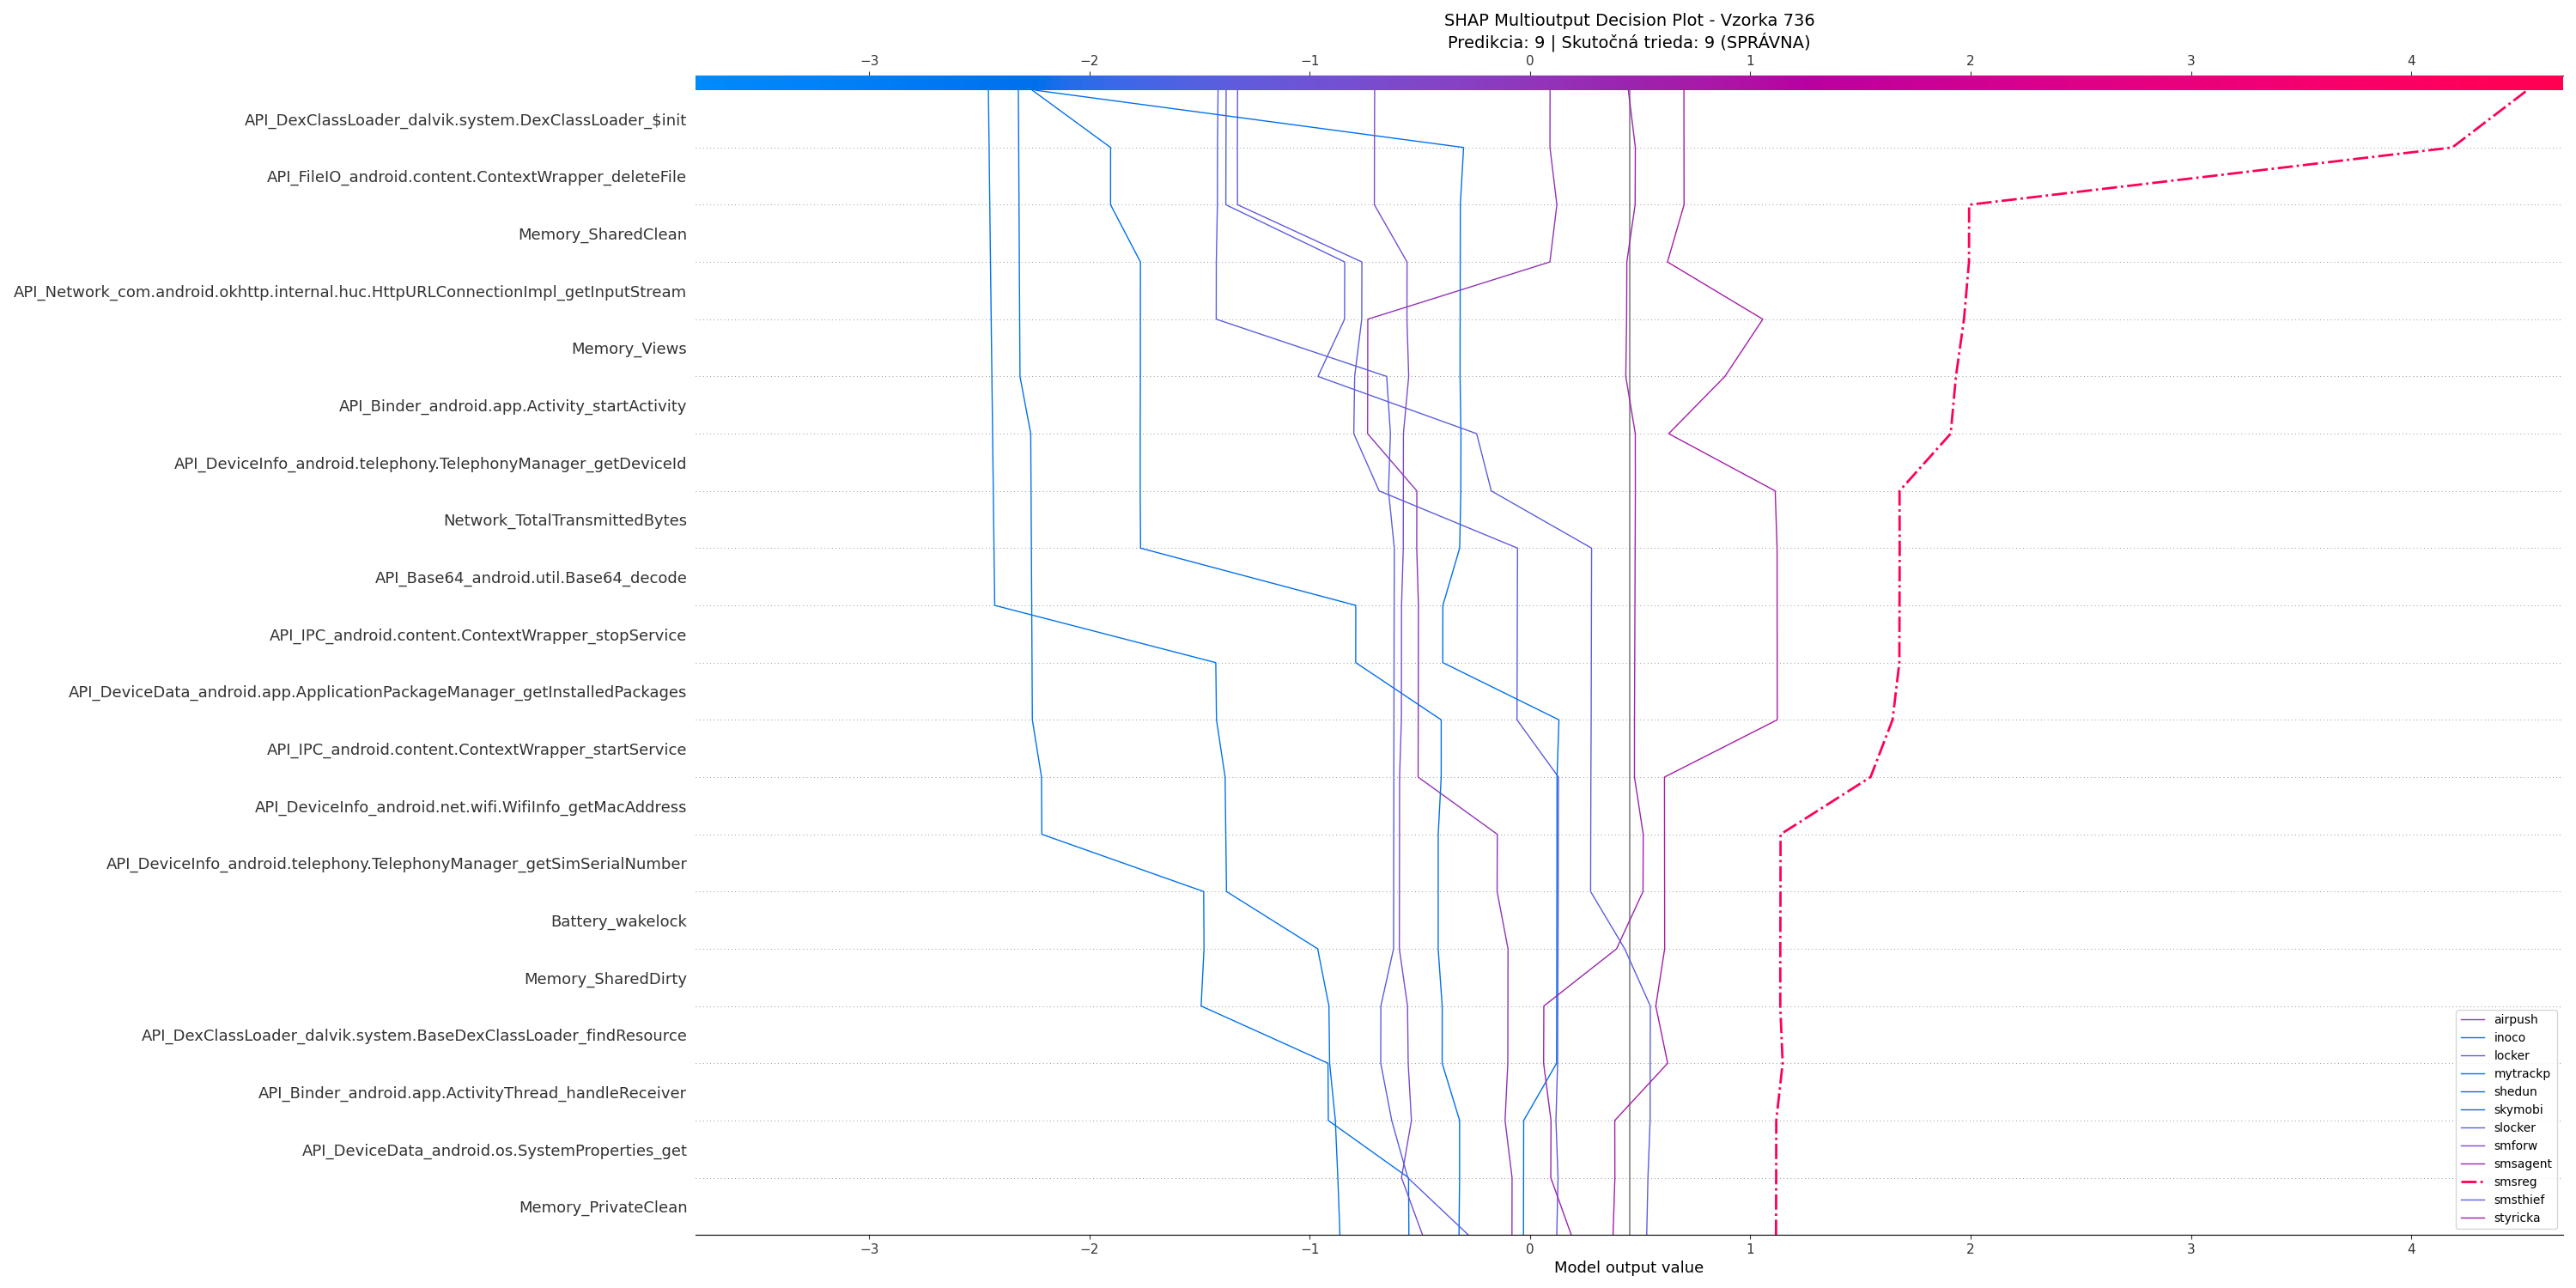 SHAP Multioutput Decision Plot - Vzorka 736
Predikcia: 9 | Skutočná trieda: 9 (SPRÁVNA)
−3 −2 −1 0 1 2 3 4
API_DexClassLoader_dalvik.system.DexClassLoader_$init
API_FileIO_android.content.ContextWrapper_deleteFile
Memory_SharedClean
API_Network_com.android.okhttp.internal.huc.HttpURLConnectionImpl_getInputStream
Memory_Views
API_Binder_android.app.Activity_startActivity
API_DeviceInfo_android.telephony.TelephonyManager_getDeviceId
Network_TotalTransmittedBytes
API_Base64_android.util.Base64_decode
API_IPC_android.content.ContextWrapper_stopService
API_DeviceData_android.app.ApplicationPackageManager_getInstalledPackages
API_IPC_android.content.ContextWrapper_startService
API_DeviceInfo_android.net.wifi.WifiInfo_getMacAddress
API_DeviceInfo_android.telephony.TelephonyManager_getSimSerialNumber
Battery_wakelock
Memory_SharedDirty
API_DexClassLoader_dalvik.system.BaseDexClassLoader_findResource
API_Binder_android.app.ActivityThread_handleReceiver
API_DeviceData_android.os.SystemProperties_get
Memory_PrivateClean
airpush
inoco
locker
mytrackp
shedun
skymobi
slocker
smforw
smsagent
smsreg
smsthief
styricka
−3 −2 −1 0 1 2 3 4
Model output value